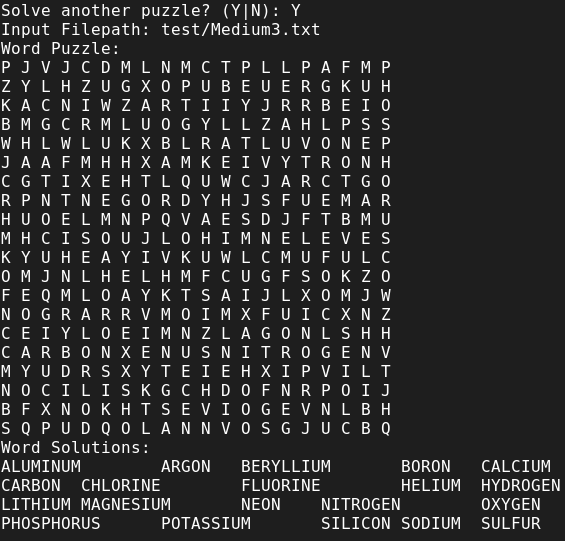 Solve another puzzle? (Y|N): Y
Input Filepath: test/Medium3.txt
Word Puzzle:
P J V J C D M L N M C T P L L P A F M P
Z Y L H Z U G X O P U B E U E R G K U H
K A C N I W Z A R T I I Y J R R B E I O
B M G C R M L U O G Y L L Z A H L P S S
W H L W L U K X B L R A T L U V O N E P
J A A F M H H X A M K E I V Y T R O N H
C G T I X E H T L Q U W C J A R C T G O
R P N T N E G O R D Y H J S F U E M A R
H U O E L M N P Q V A E S D J F T B M U
M H C I S O U J L O H I M N E L E V E S
K Y U H E A Y I V K U W L C M U F U L C
O M J N L H E L H M F C U G F S O K Z O
F E Q M L O A Y K T S A I J L X O M J W
N O G R A R R V M O I M X F U I C X N Z
C E I Y L O E I M N Z L A G O N L S H H
C A R B O N X E N U S N I T R O G E N V
M Y U D R S X Y T E I E H X I P V I L T
N O C I L I S K G C H D O F N R P O I J
B F X N O K H T S E V I O G E V N L B H
S Q P U D Q O L A N N V O S G J U C B Q
Word Solutions:
ALUMINUM ARGON BERYLLIUM BORON CALCIUM
CARBON CHLORINE FLUORINE HELIUM HYDROGEN
LITHIUM MAGNESIUM NEON NITROGEN OXYGEN
PHOSPHORUS POTASSIUM SILICON SODIUM SULFUR